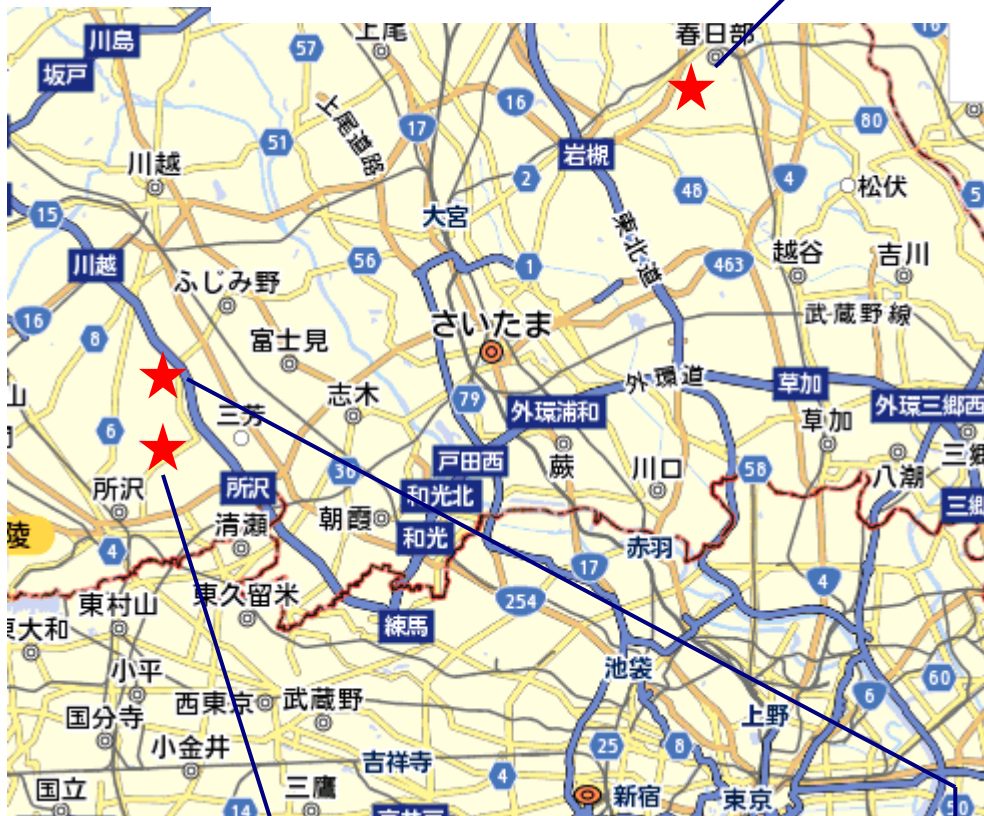 川島
上尾
春日部
16
57
坂戸
16
17
80
51
上尾道路
岩槻
川越
2
48
4
松伏
5
15
大宮
東北道
463
越谷
吉川
川越
56
1
ふじみ野
武蔵野線
16
8
富士見
さいたま
外環道
草加
山
79
志木
外環浦和
外環三郷西
6
三芳
草加
戸田西
蕨
川口
58
八潮
三郷
36
所沢
所沢
和光北
三郷
清瀬
朝霞
和光
陵
4
赤羽
17
4
東久留米
254
東村山
練馬
東大和
小平
池袋
60
西東京
武蔵野
6
国分寺
上野
小金井
25
8
吉祥寺
4
国立
三鷹
新宿
東京
14
50